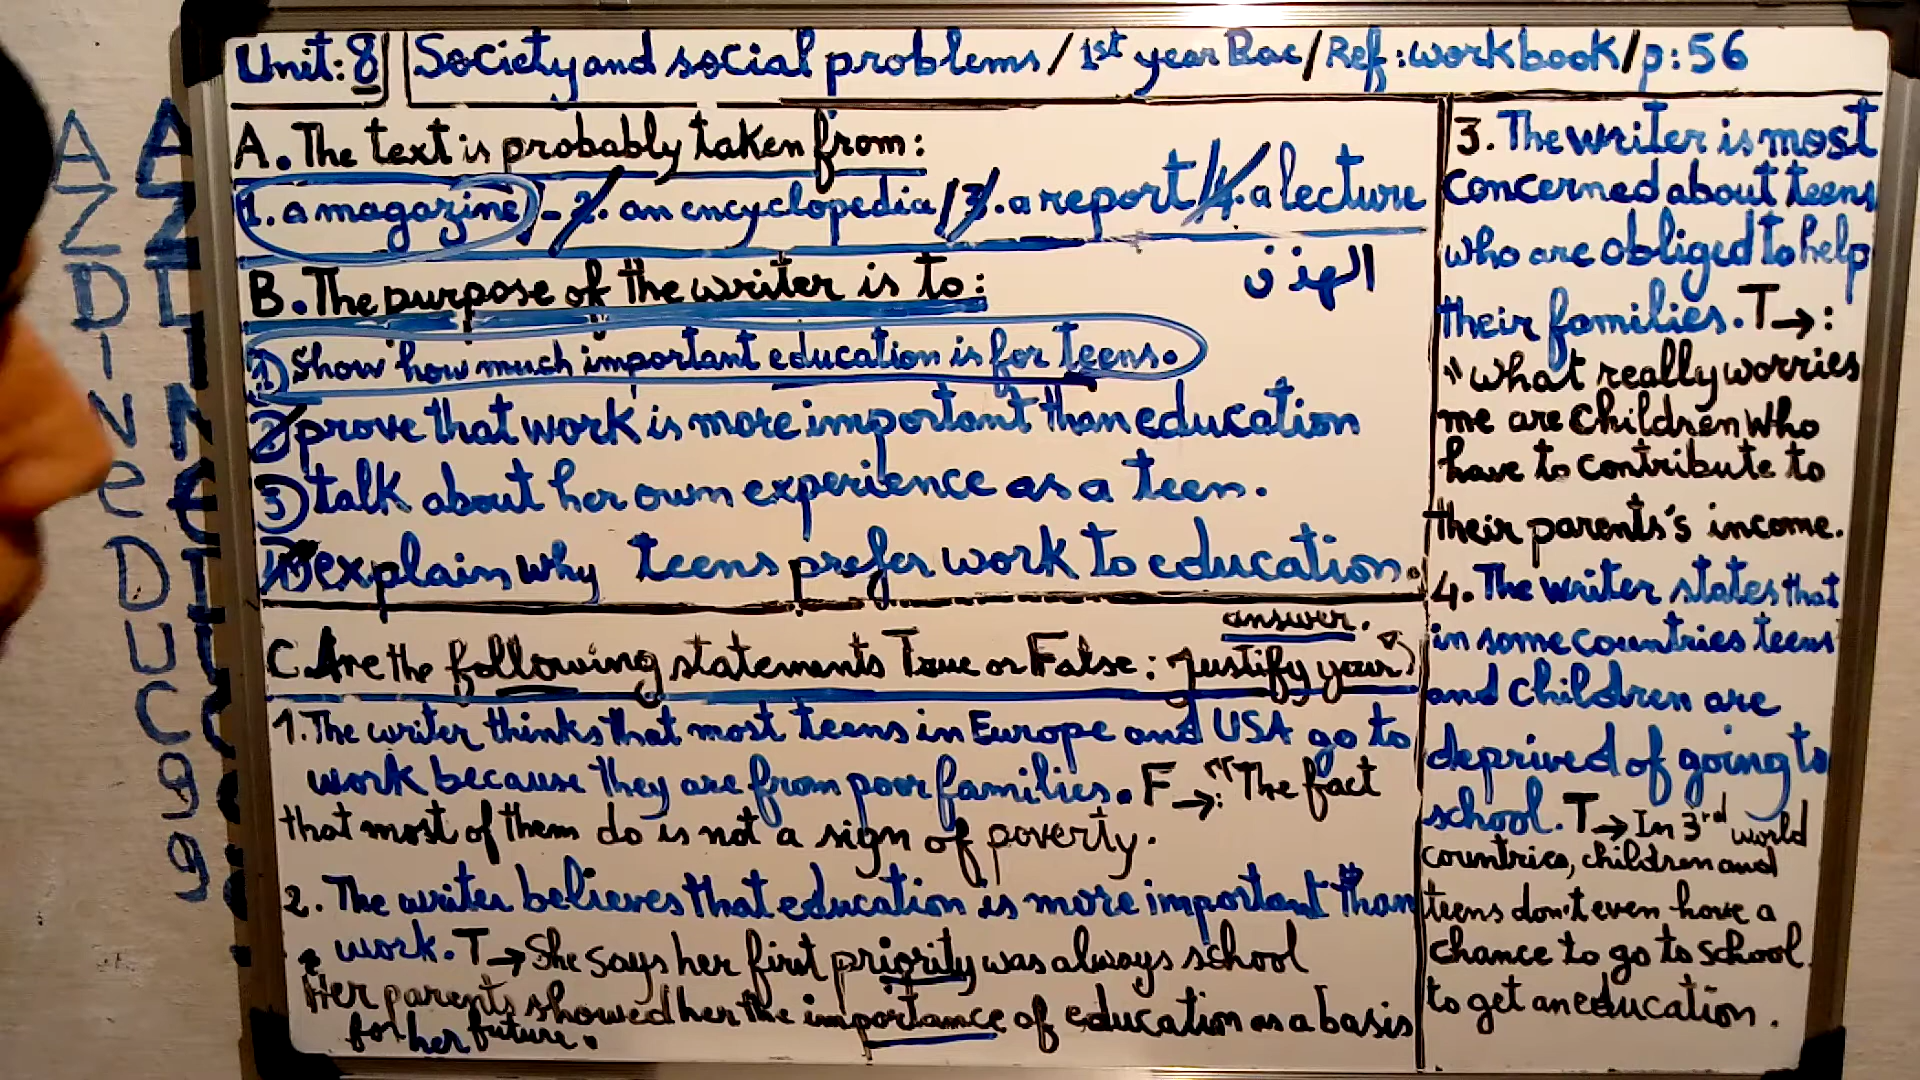 Unit: 8 Society and social problems / 1st year Bac / Ref: workbook / p: 56
A. The text is probably taken from:
1. a magazine - 2. an encyclopedia / 3. a report / 4. a lecture
الهدف
B. The purpose of the writer is to:
1) Show how much important education is for teens.
2) prove that work is more important than education
3) talk about her own experience as a teen.
4) explain why teens prefer work to education.
answer.
C. Are the following statements True or False: justify your
1. The writer thinks that most teens in Europe and USA go to
work because they are from poor families. F →: "The fact
that most of them do is not a sign of poverty.
2. The writer believes that education is more important than
work. T → She says her first priority was always school
Her parents showed her the importance of education as a basis
for her future.
3. The writer is most
concerned about teens
who are obliged to help
their families. T →:
"what really worries
me are children who
have to contribute to
their parents's income.
4. The writer states that
in some countries teens
and children are
deprived of going to
school. T → In 3rd world
countries, children and
teens don't even have a
chance to go to school
to get an education.
AZDINe DUC 99
AZ